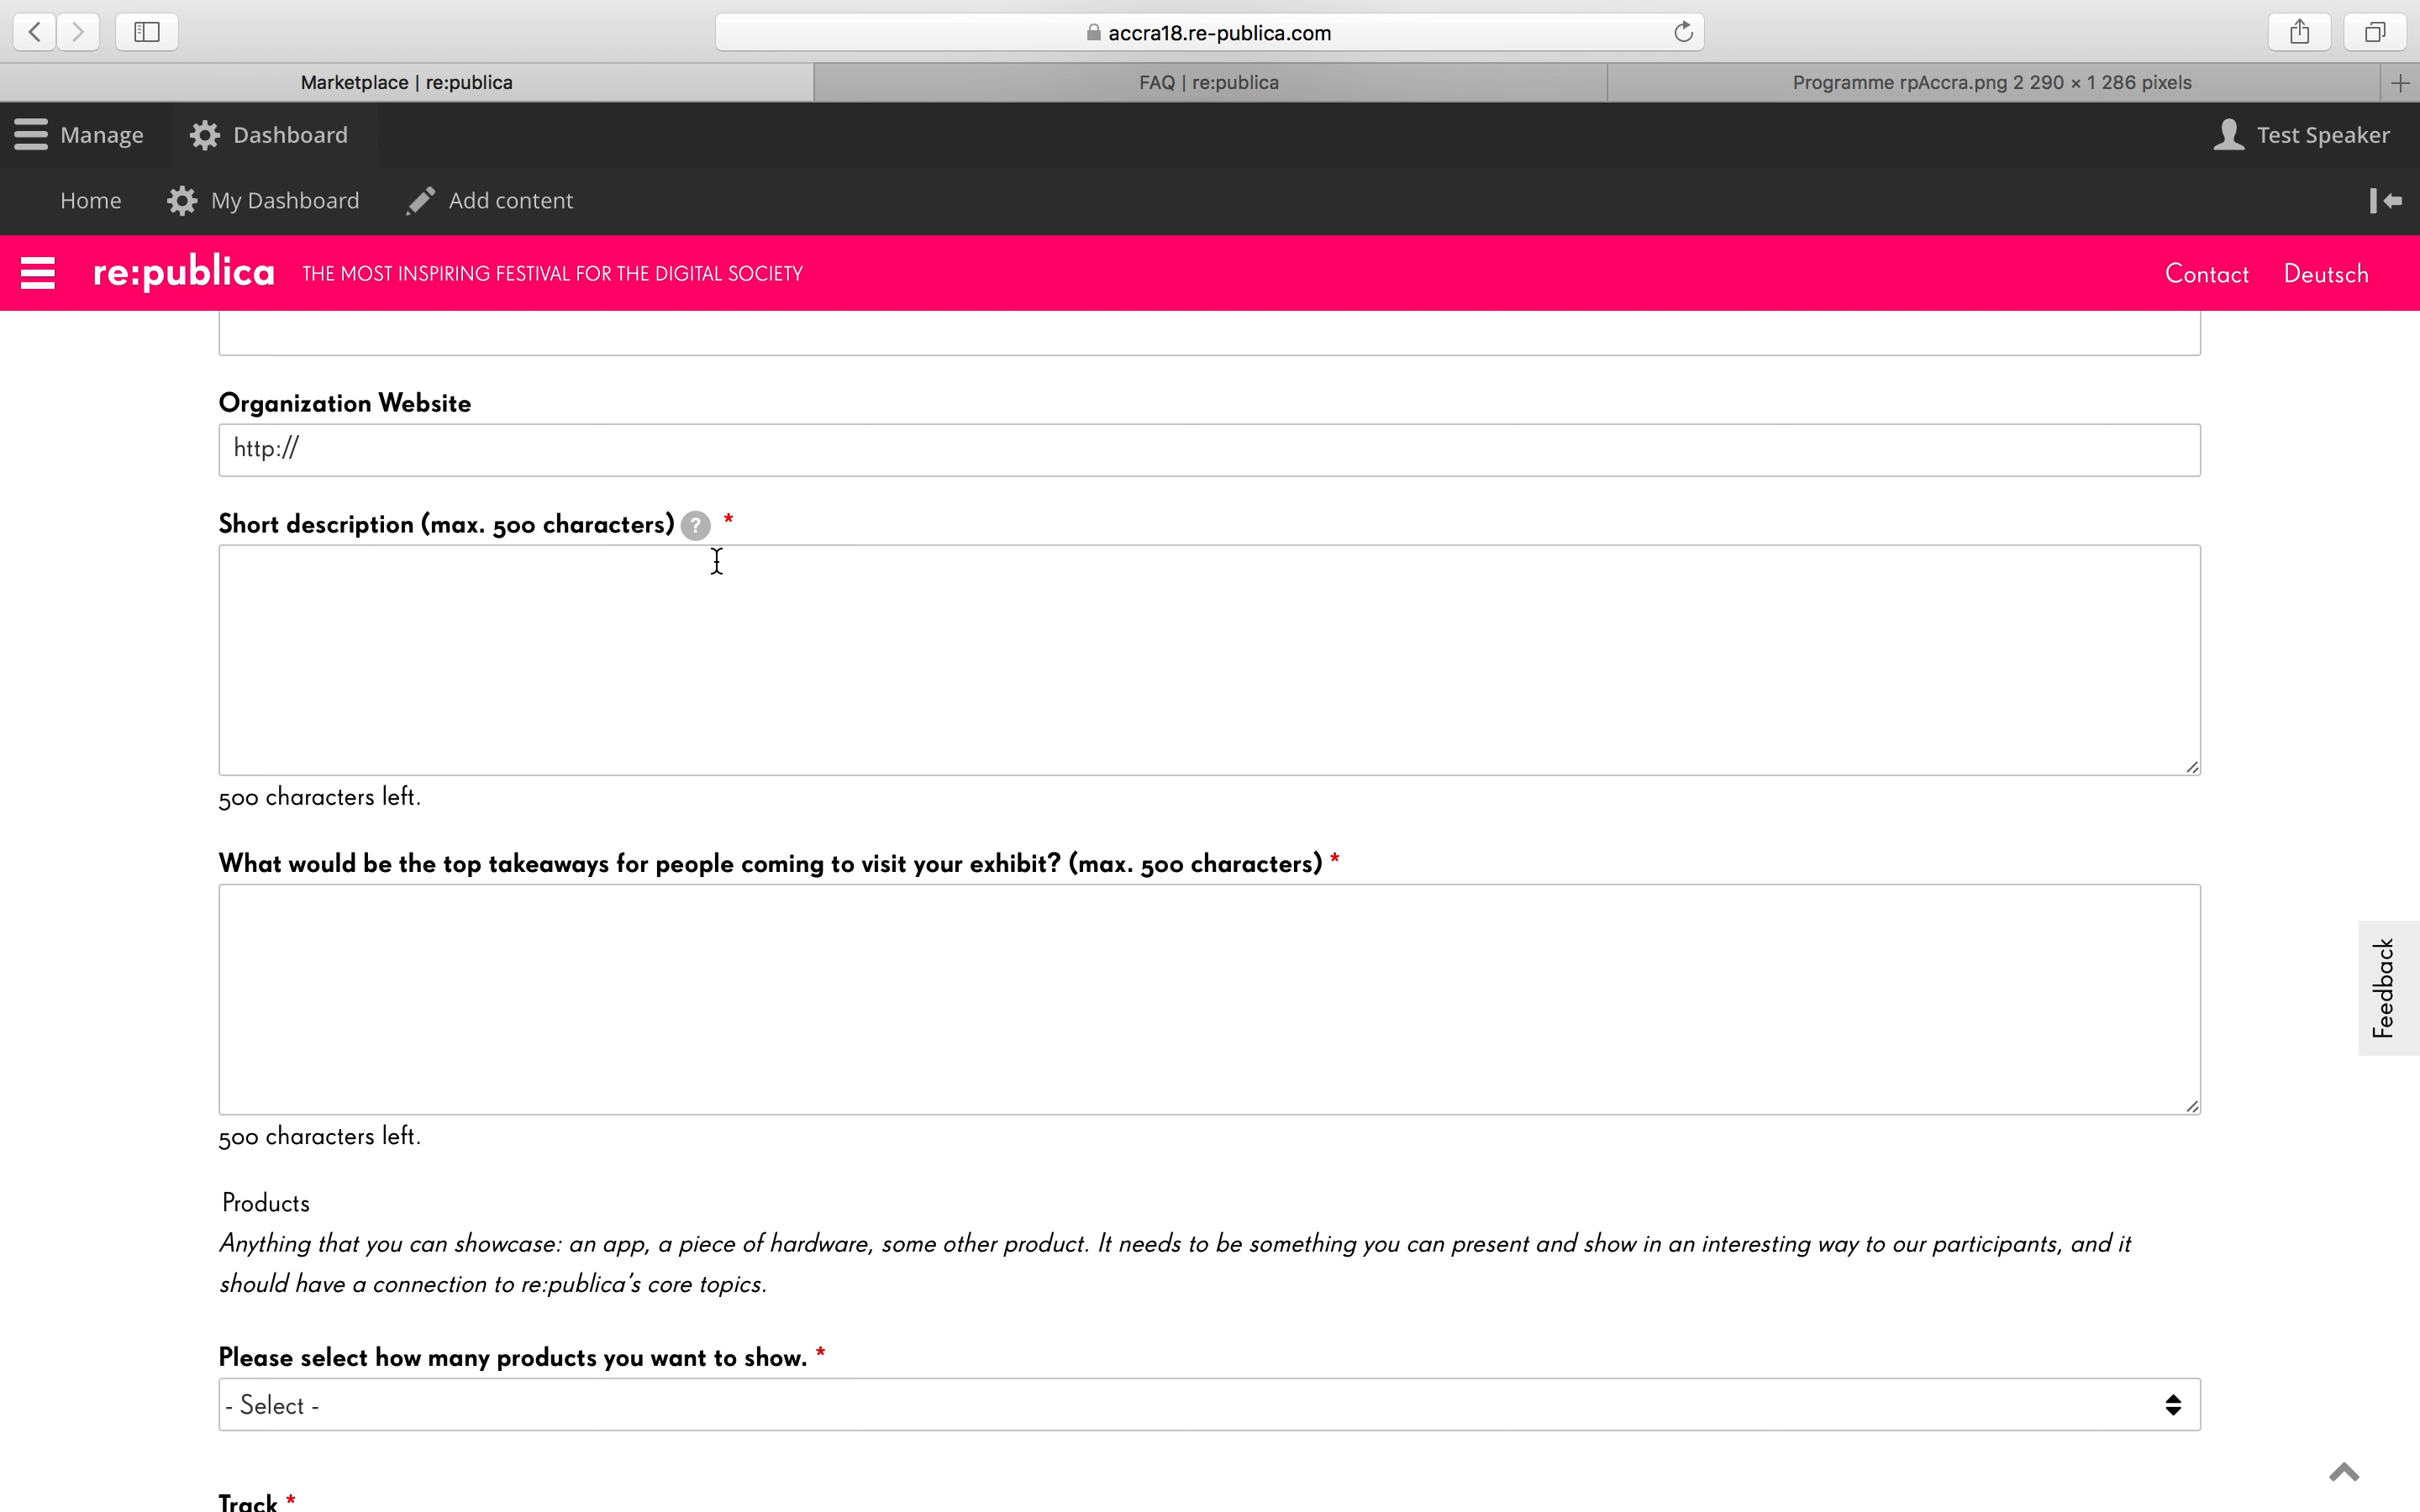 accra18.re-publica.com
Marketplace | re:publica
FAQ | re:publica
Programme rpAccra.png 2 290 × 1 286 pixels
Manage
Dashboard
Test Speaker
Home
My Dashboard
Add content
re:publica
THE MOST INSPIRING FESTIVAL FOR THE DIGITAL SOCIETY
Contact
Deutsch
Organization Website
http://
Short description (max. 500 characters) ? *
500 characters left.
What would be the top takeaways for people coming to visit your exhibit? (max. 500 characters) *
Feedback
500 characters left.
Products
Anything that you can showcase: an app, a piece of hardware, some other product. It needs to be something you can present and show in an interesting way to our participants, and it
should have a connection to re:publica's core topics.
Please select how many products you want to show. *
- Select -
Track *